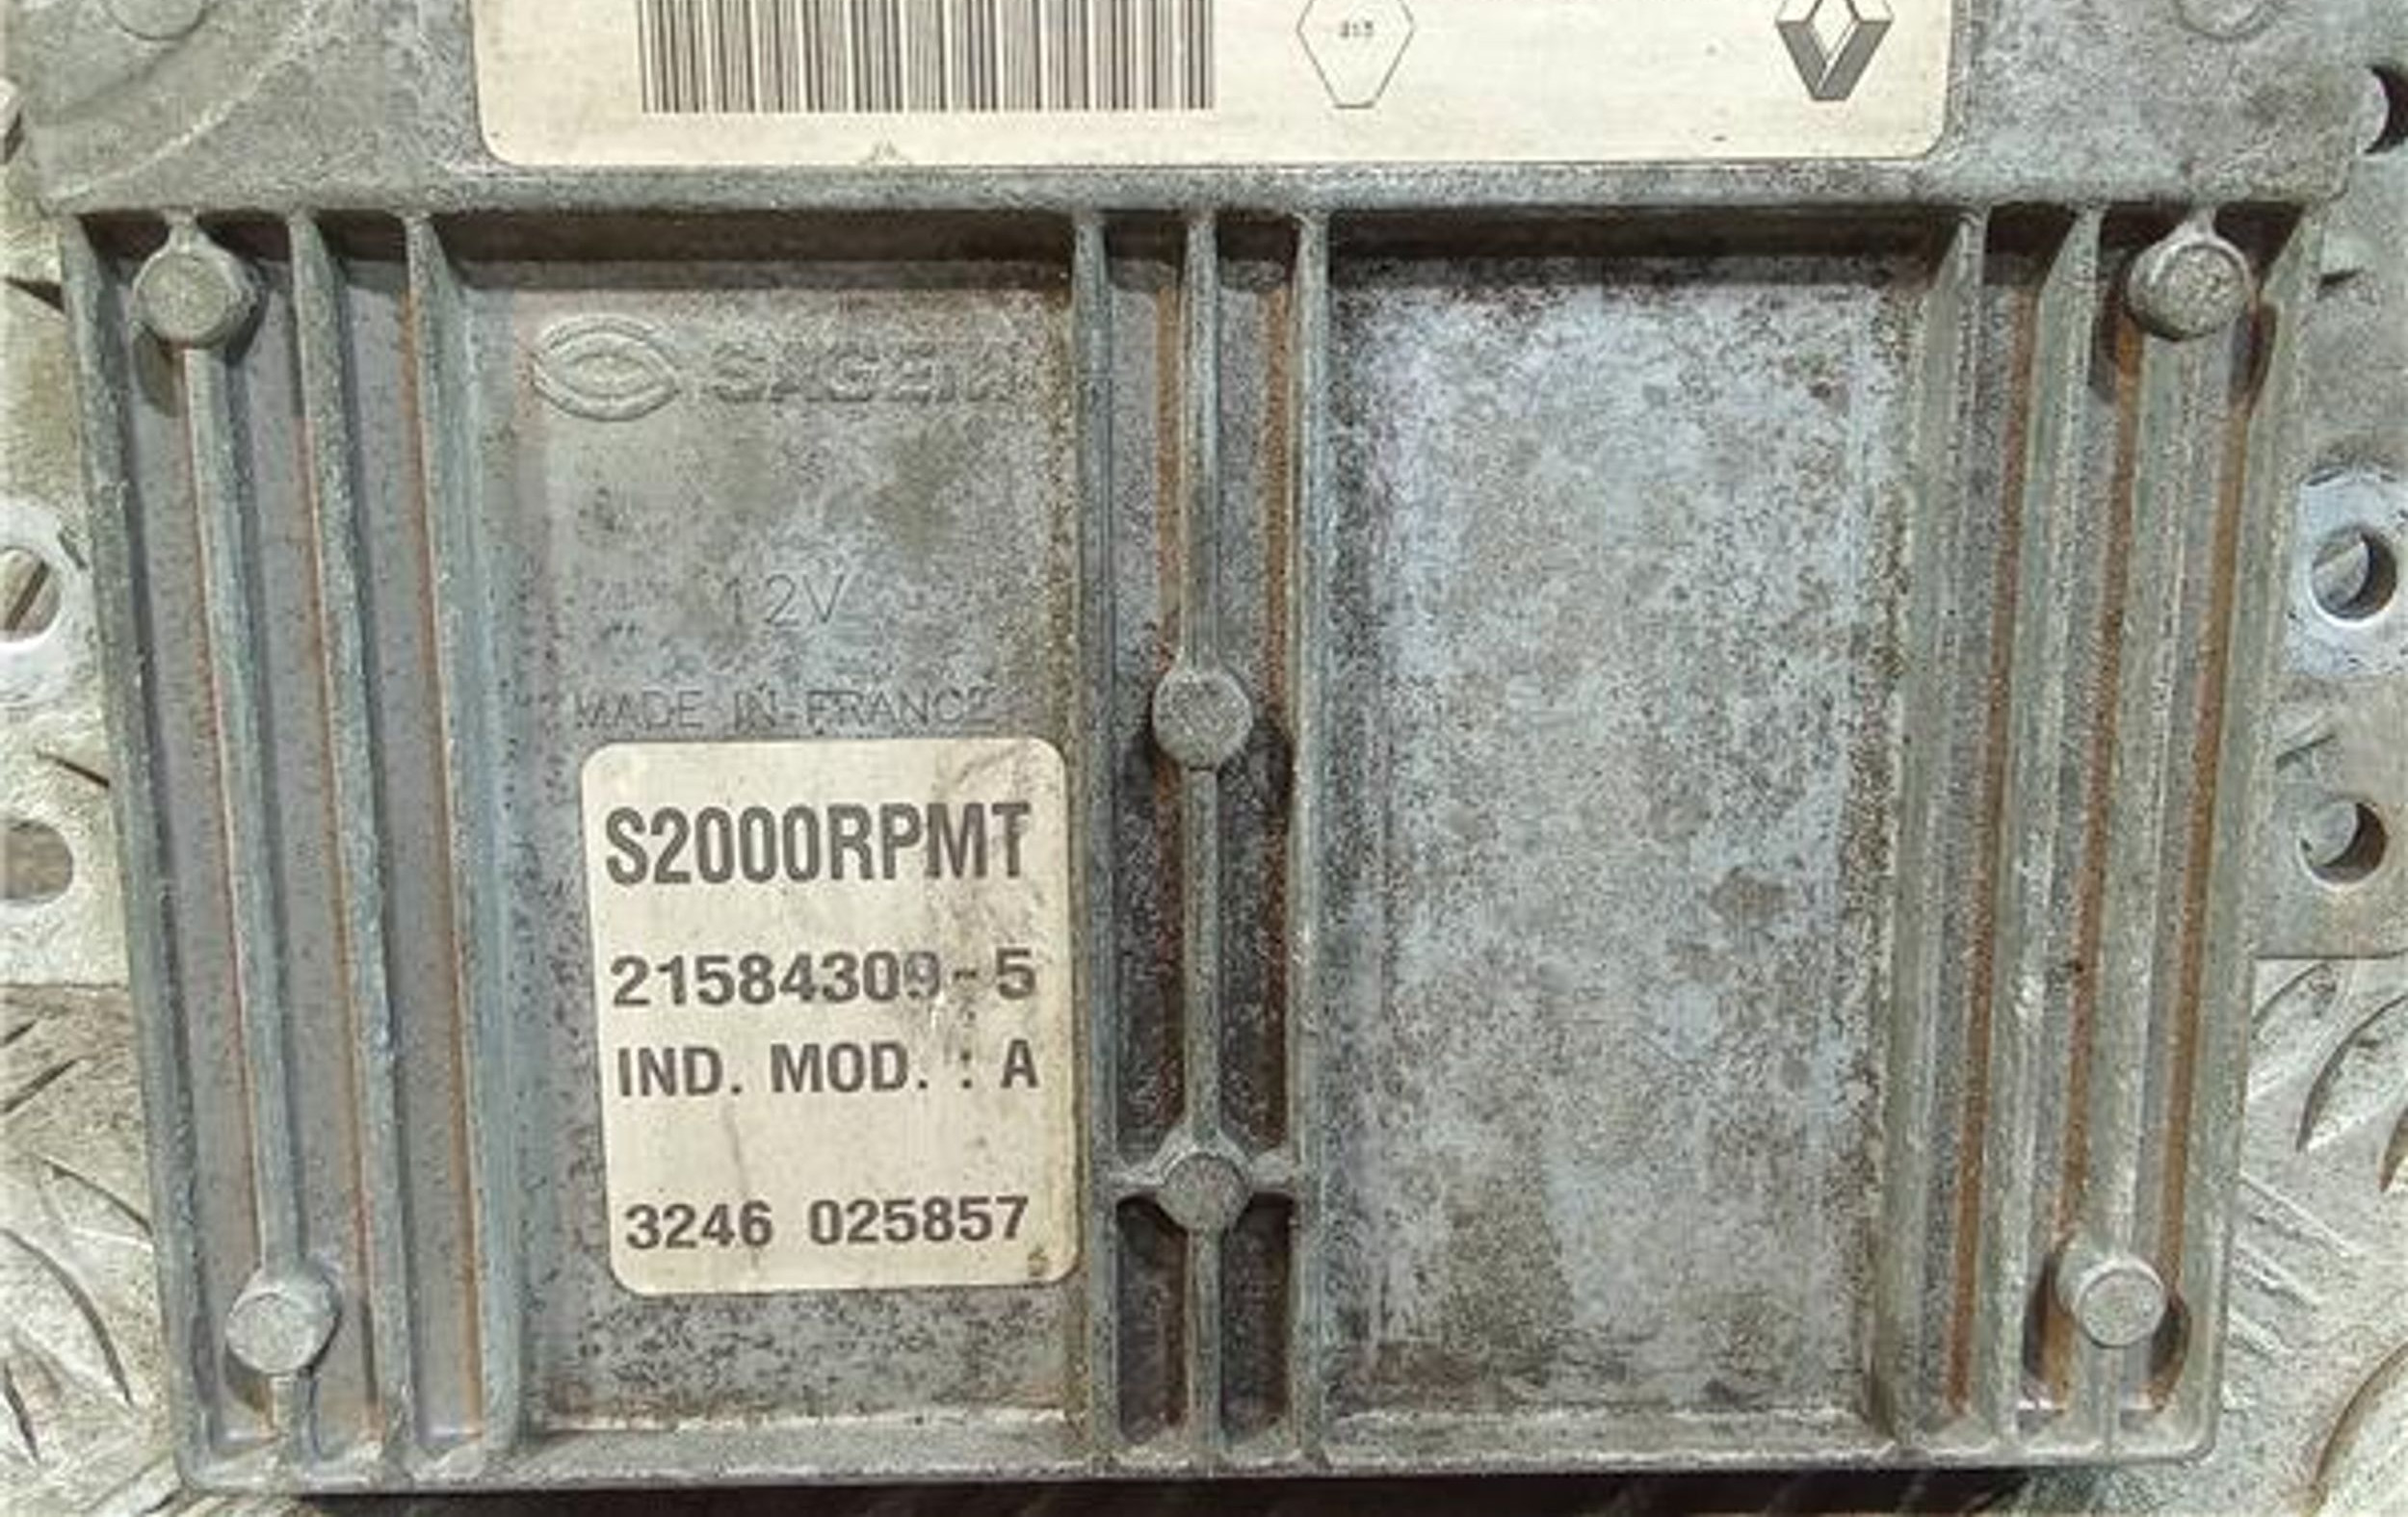 SAGEM
12V
MADE IN FRANCE
S2000RPMT
21584309-5
IND. MOD. : A
3246 025857